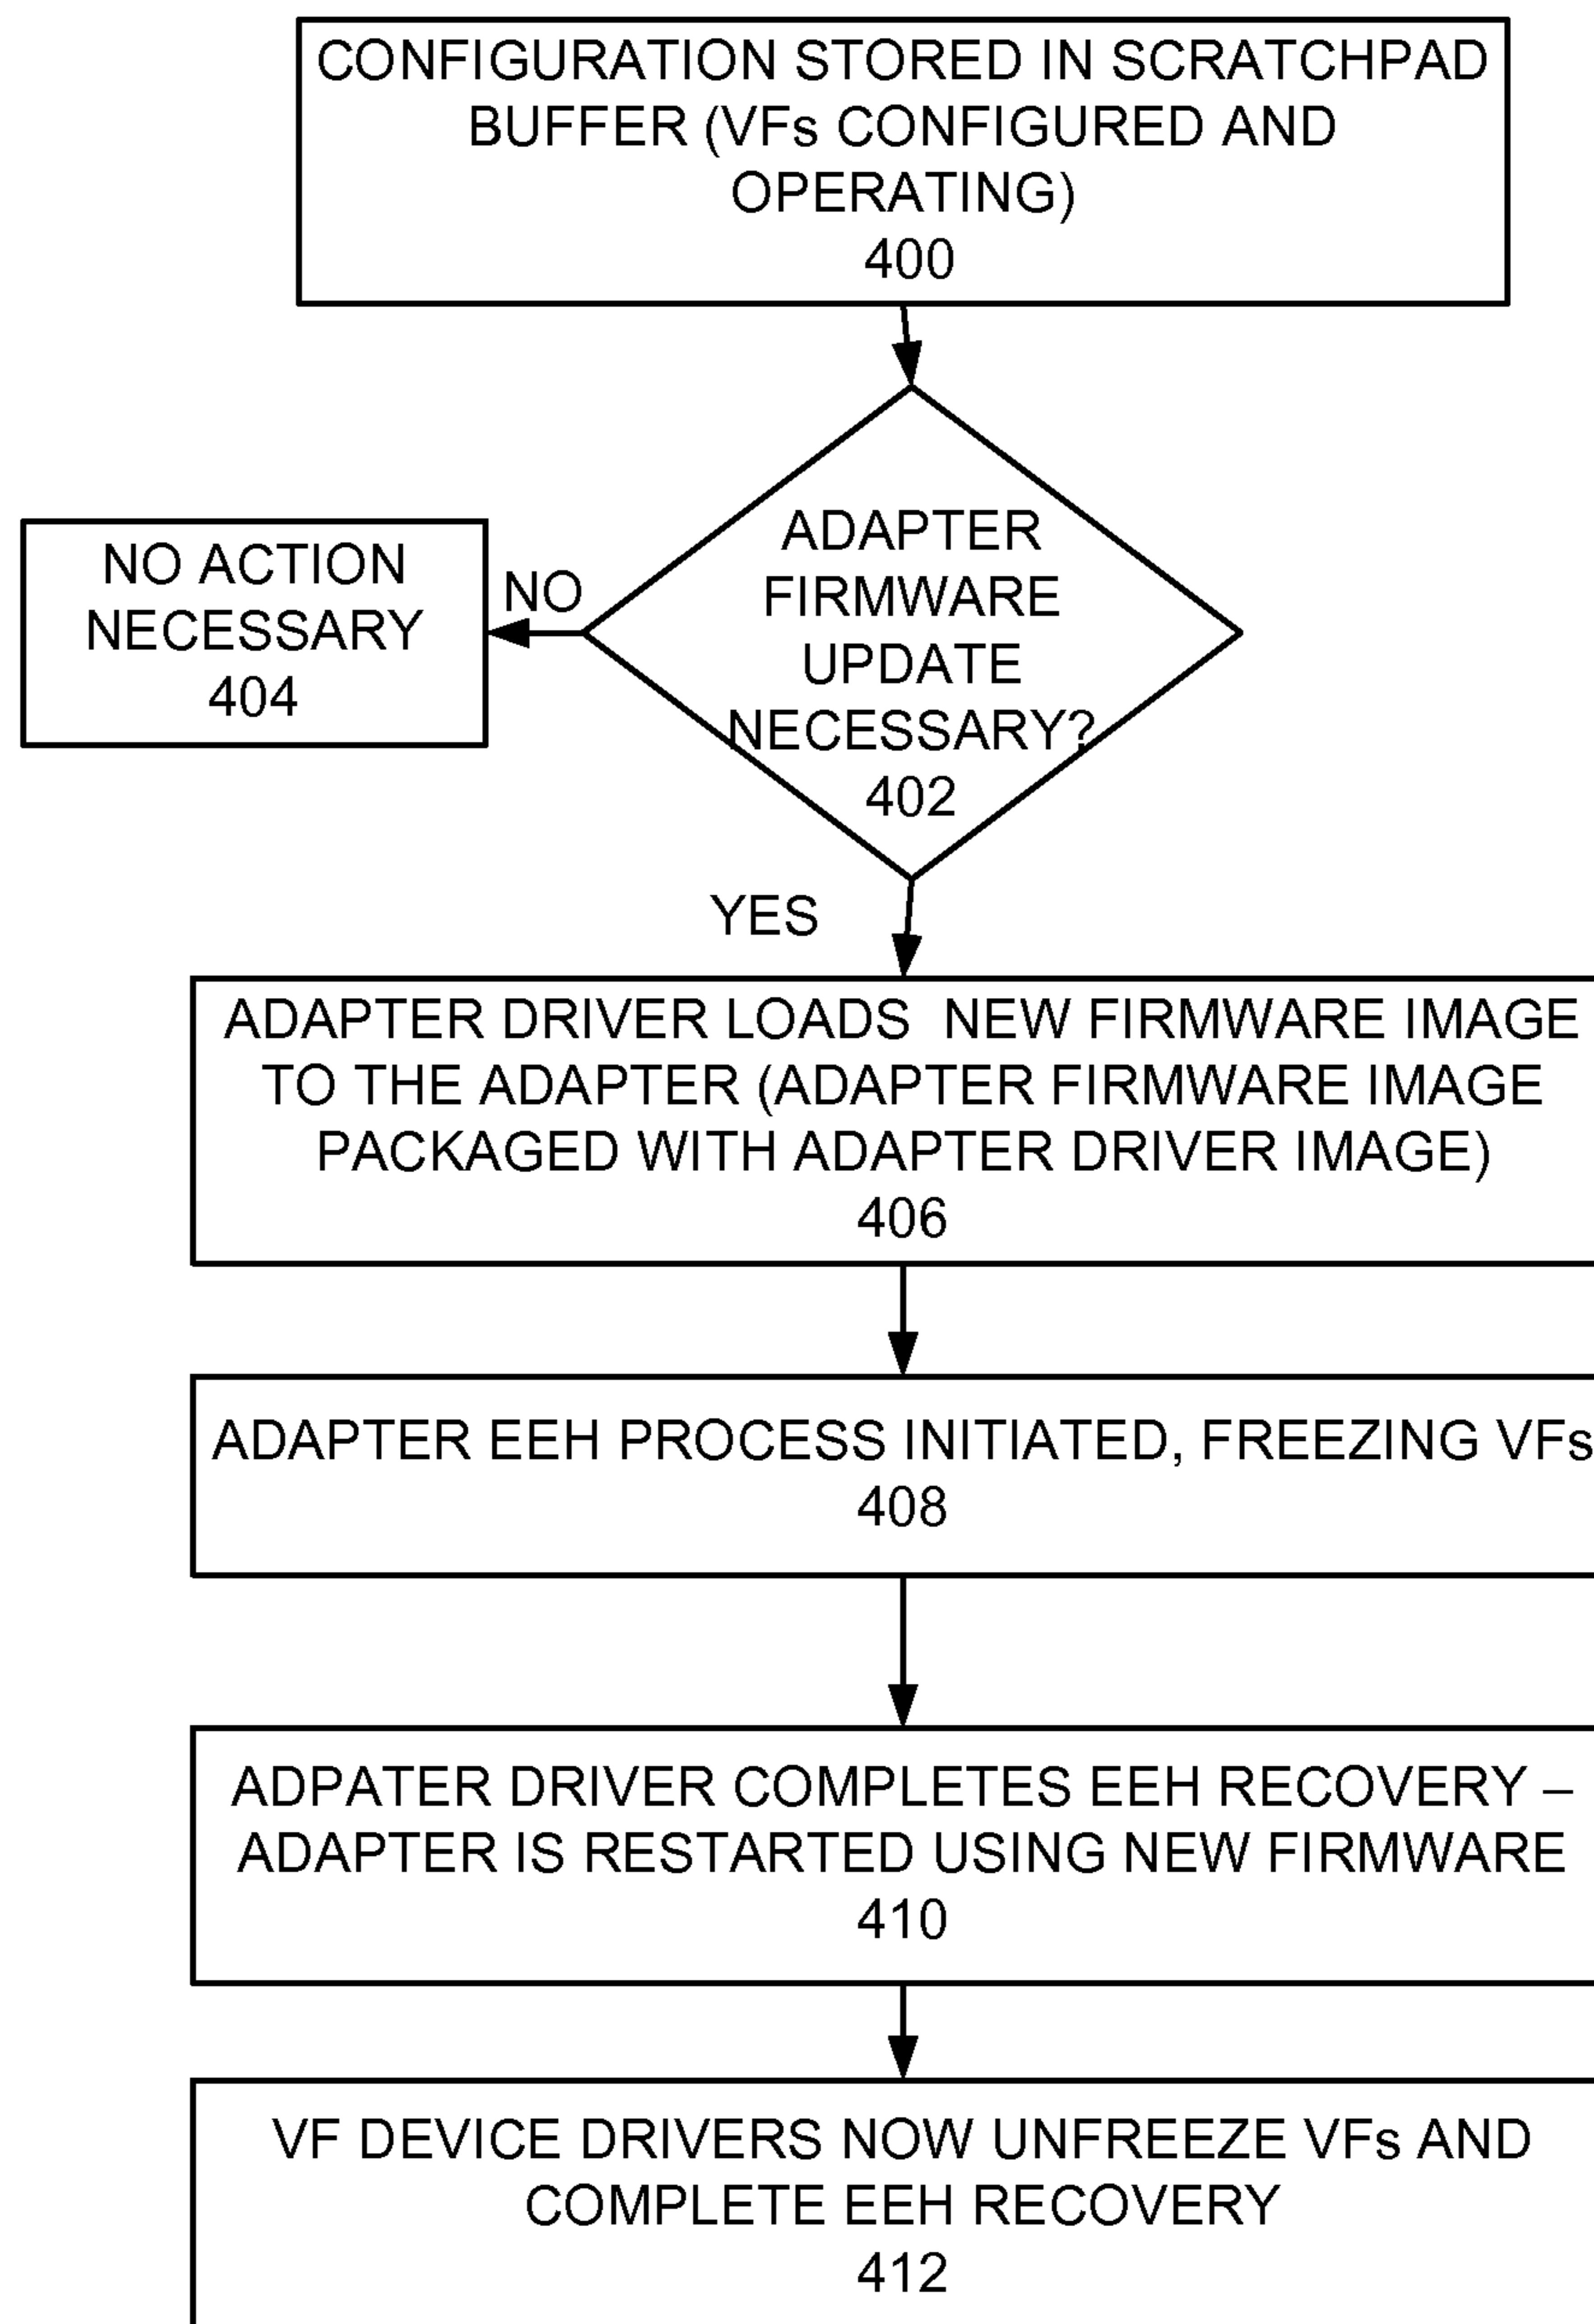 CONFIGURATION STORED IN SCRATCHPAD
BUFFER (VFs CONFIGURED AND
OPERATING)
400
ADAPTER
FIRMWARE
UPDATE
NECESSARY?
402
NO
NO ACTION
NECESSARY
404
YES
ADAPTER DRIVER LOADS NEW FIRMWARE IMAGE
TO THE ADAPTER (ADAPTER FIRMWARE IMAGE
PACKAGED WITH ADAPTER DRIVER IMAGE)
406
ADAPTER EEH PROCESS INITIATED, FREEZING VFs
408
ADPATER DRIVER COMPLETES EEH RECOVERY –
ADAPTER IS RESTARTED USING NEW FIRMWARE
410
VF DEVICE DRIVERS NOW UNFREEZE VFs AND
COMPLETE EEH RECOVERY
412